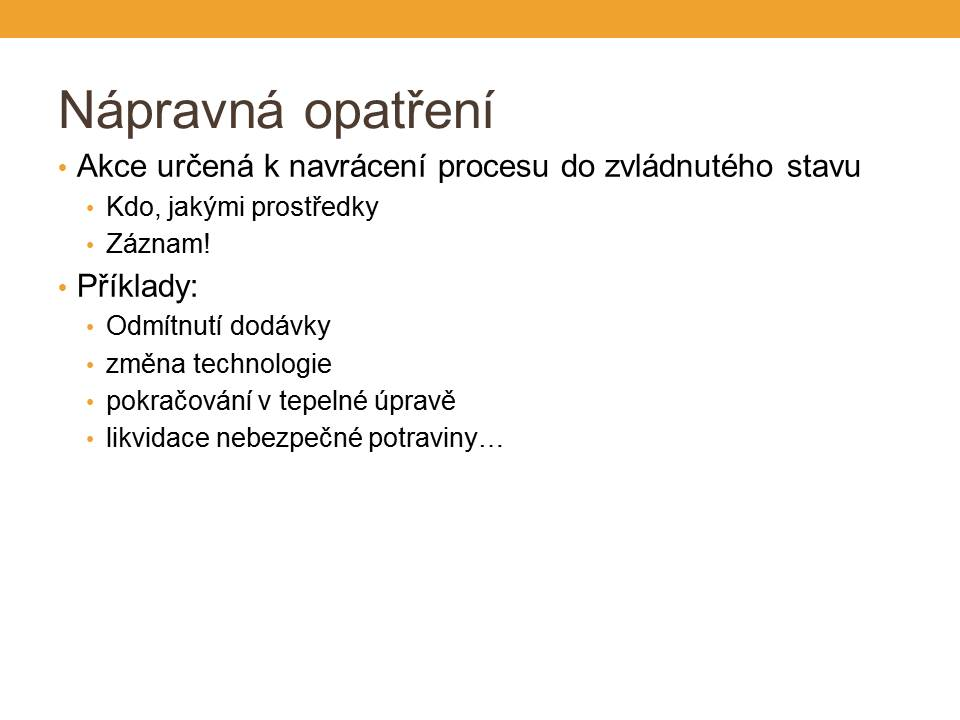 Nápravná opatření
• Akce určená k navrácení procesu do zvládnutého stavu
• Kdo, jakými prostředky
• Záznam!
• Příklady:
• Odmítnutí dodávky
• změna technologie
• pokračování v tepelné úpravě
• likvidace nebezpečné potraviny…